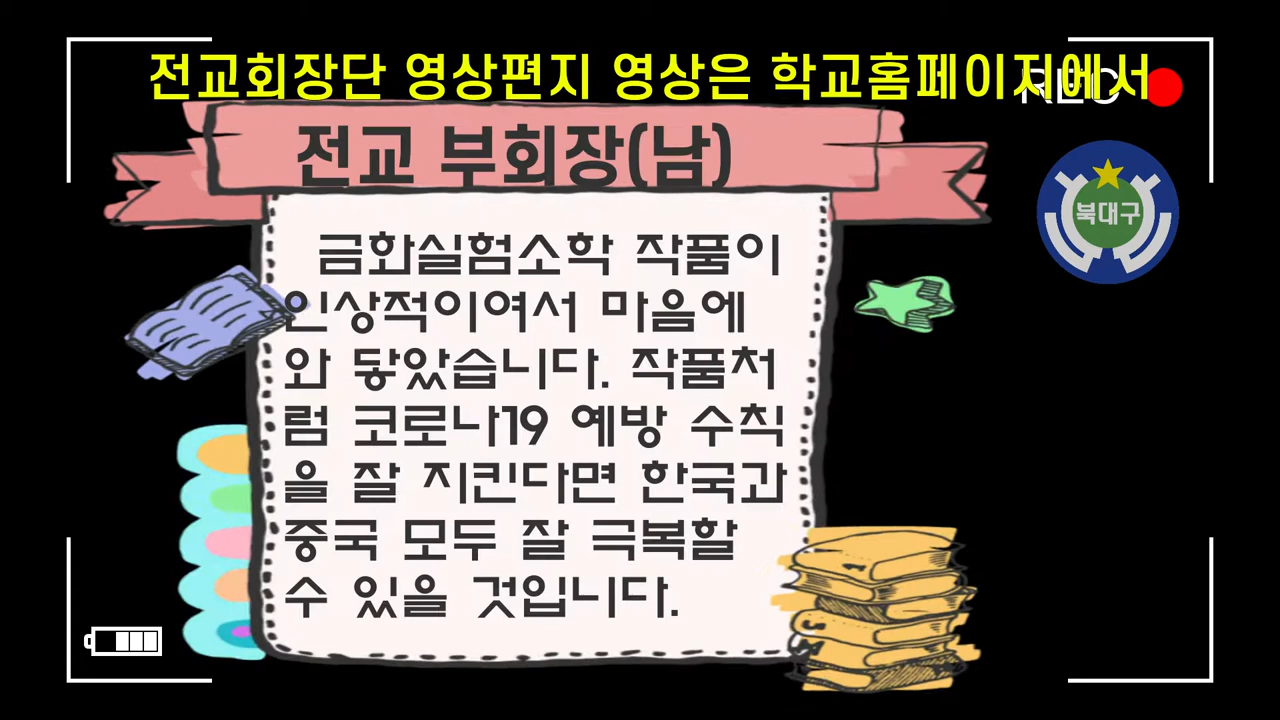 전교회장단 영상편지 영상은 학교홈페이지에서
REC
전교 부회장(남)
북대구
금화실험소학 작품이
인상적이여서 마음에
와 닿았습니다. 작품처
럼 코로나19 예방 수칙
을 잘 지킨다면 한국과
중국 모두 잘 극복할
수 있을 것입니다.